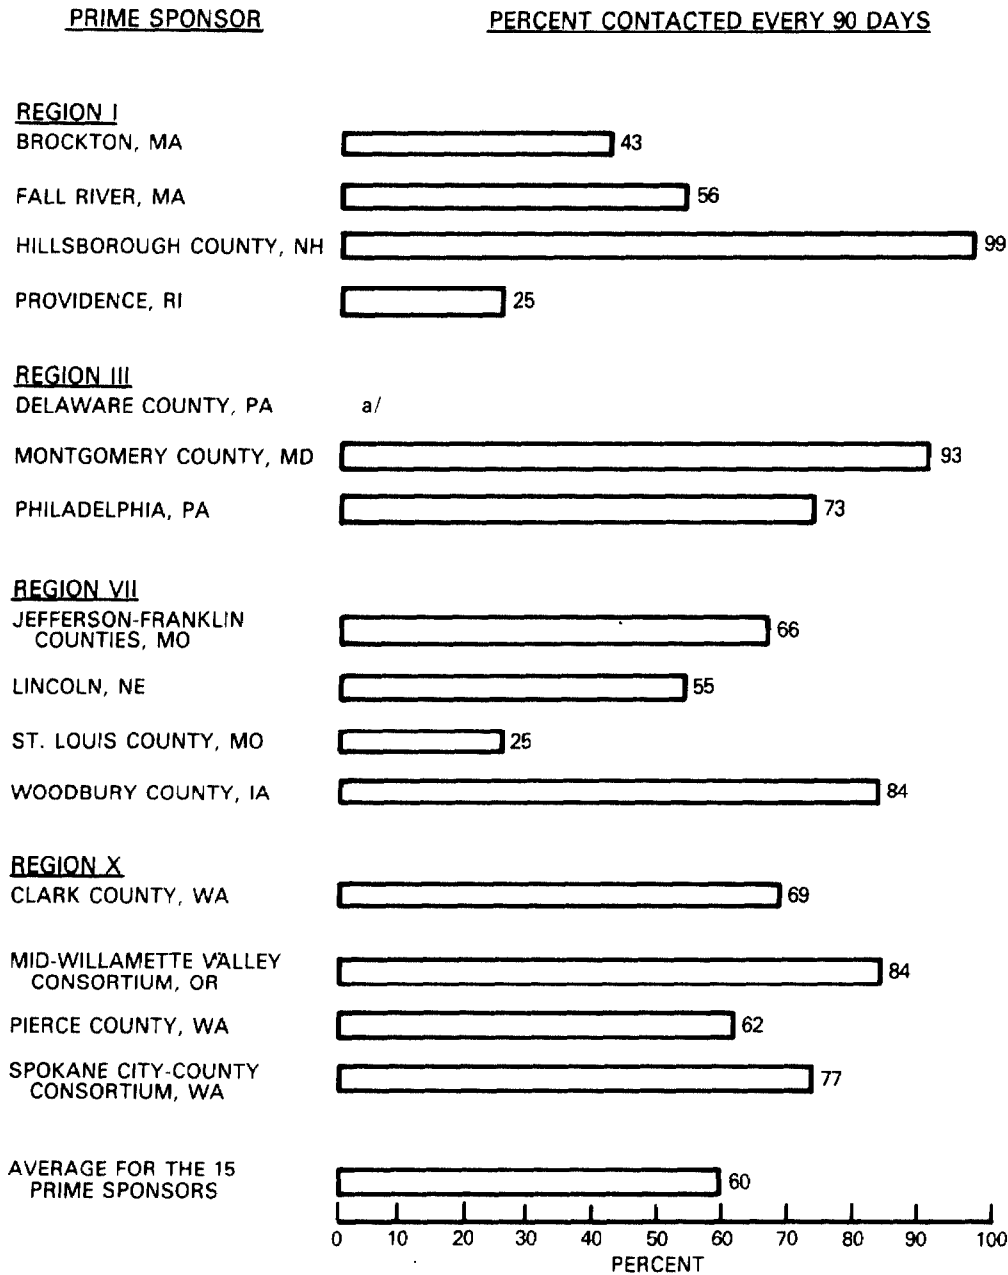 PRIME SPONSOR PERCENT CONTACTED EVERY 90 DAYS
REGION I
BROCKTON, MA 43
FALL RIVER, MA 56
HILLSBOROUGH COUNTY, NH 99
PROVIDENCE, RI 25
REGION III
DELAWARE COUNTY, PA a/
MONTGOMERY COUNTY, MD 93
PHILADELPHIA, PA 73
REGION VII
JEFFERSON-FRANKLIN
COUNTIES, MO 66
LINCOLN, NE 55
ST. LOUIS COUNTY, MO 25
WOODBURY COUNTY, IA 84
REGION X
CLARK COUNTY, WA 69
MID-WILLAMETTE VALLEY
CONSORTIUM, OR 84
PIERCE COUNTY, WA 62
SPOKANE CITY-COUNTY
CONSORTIUM, WA 77
AVERAGE FOR THE 15
PRIME SPONSORS 60
0 10 20 30 40 50 60 70 80 90 100
PERCENT